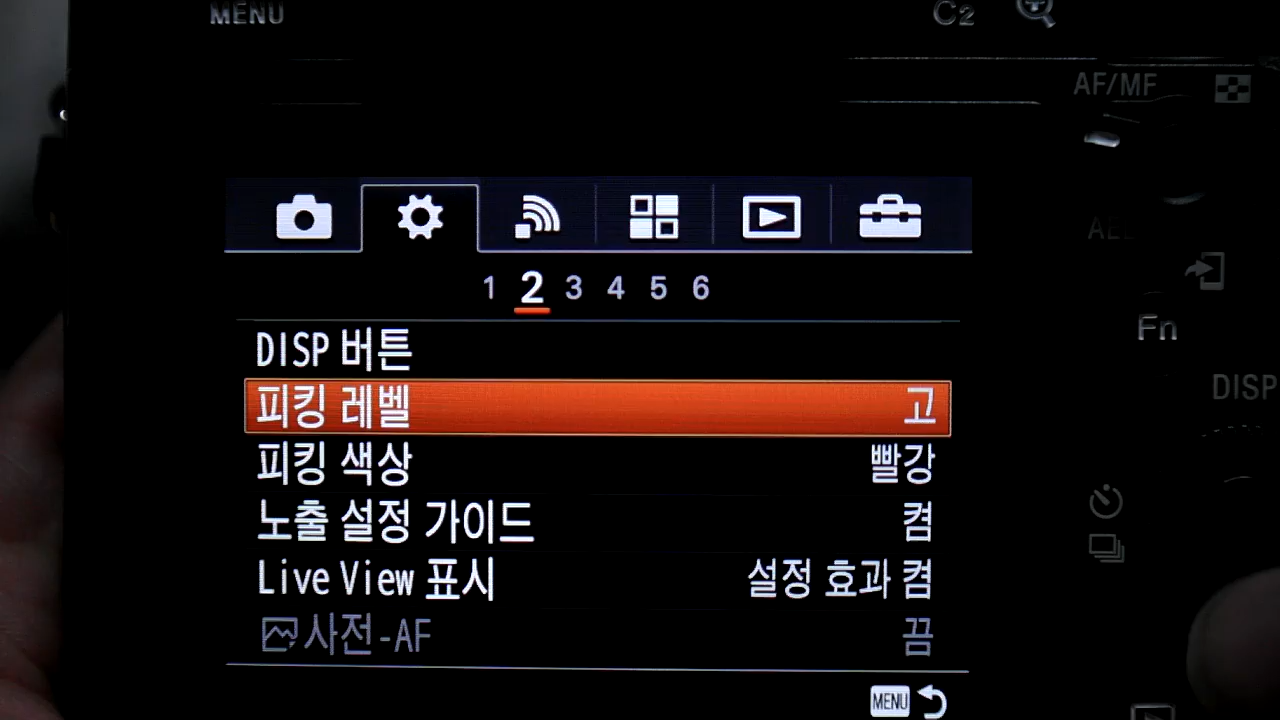 MENU
C2
AF/MF
1 2 3 4 5 6
DISP 버튼
피킹 레벨 고
Fn
DISP
피킹 색상 빨강
노출 설정 가이드 켬
Live View 표시 설정 효과 켬
사전-AF 끔
MENU